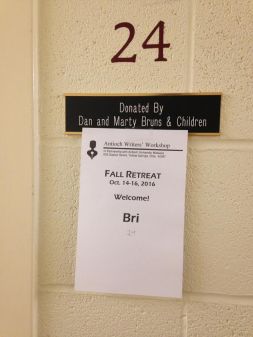 24
Donated By
Dan and Marty Bruns & Children
Antioch Writers' Workshop
FALL RETREAT
Oct. 14-16, 2016
Welcome!
Bri
24